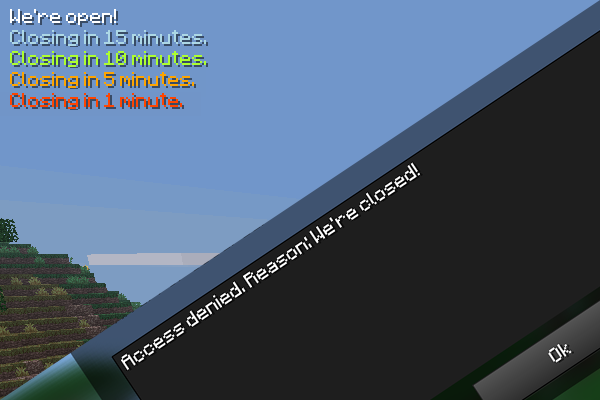 We're open!
Closing in 15 minutes.
Closing in 10 minutes.
Closing in 5 minutes.
Closing in 1 minute.
Access denied. Reason: We're closed!
Ok